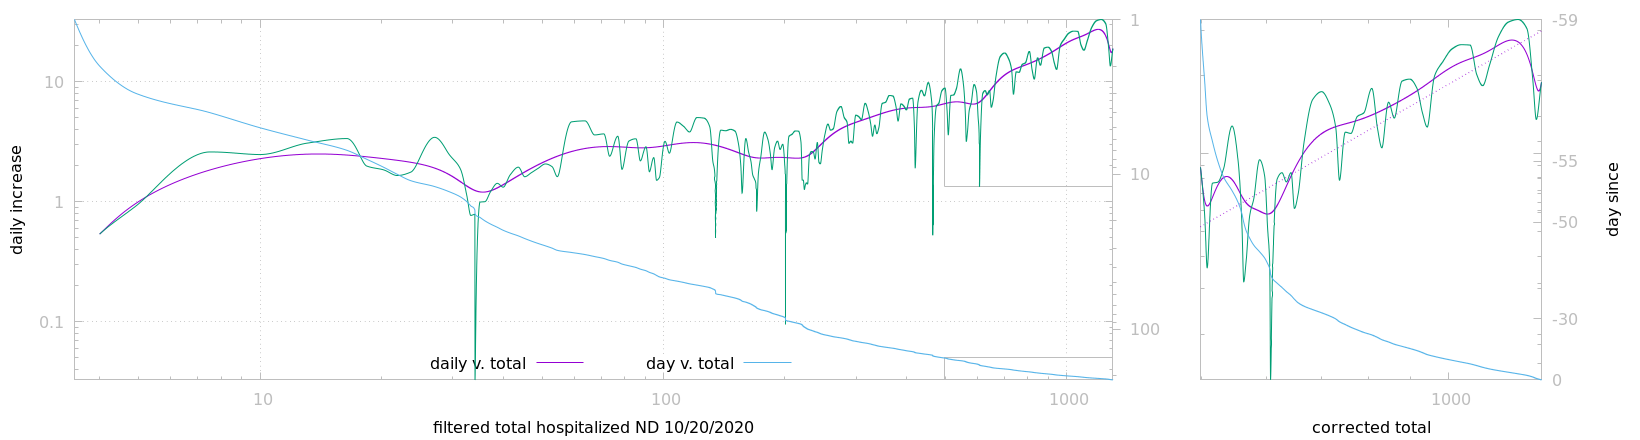 1
-59
10
10
-55
daily increase
1
-50
day since
0.1
100
-30
daily v. total
day v. total
0
10
100
1000
1000
filtered total hospitalized ND 10/20/2020
corrected total